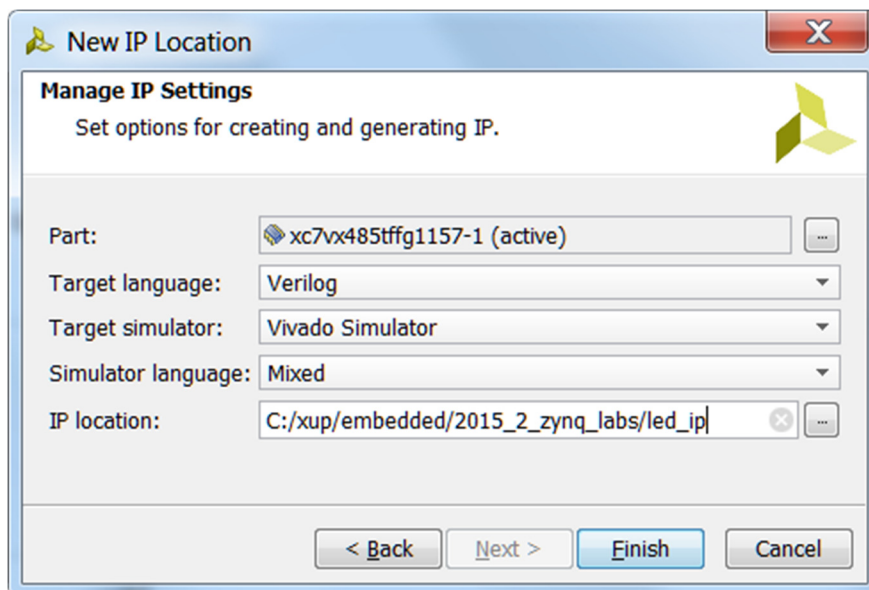 New IP Location
Manage IP Settings
Set options for creating and generating IP.
Part: xc7vx485tffg1157-1 (active) ...
Target language: Verilog
Target simulator: Vivado Simulator
Simulator language: Mixed
IP location: C:/xup/embedded/2015_2_zynq_labs/led_ip ...
< Back Next > Finish Cancel